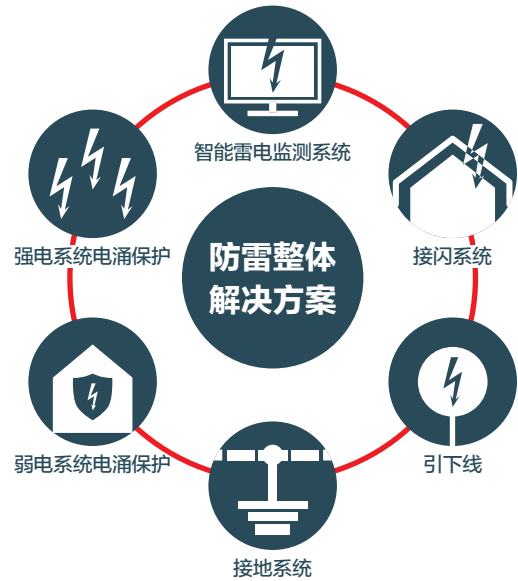 智能雷电监测系统
强电系统电涌保护
接闪系统
防雷整体
解决方案
弱电系统电涌保护
引下线
接地系统